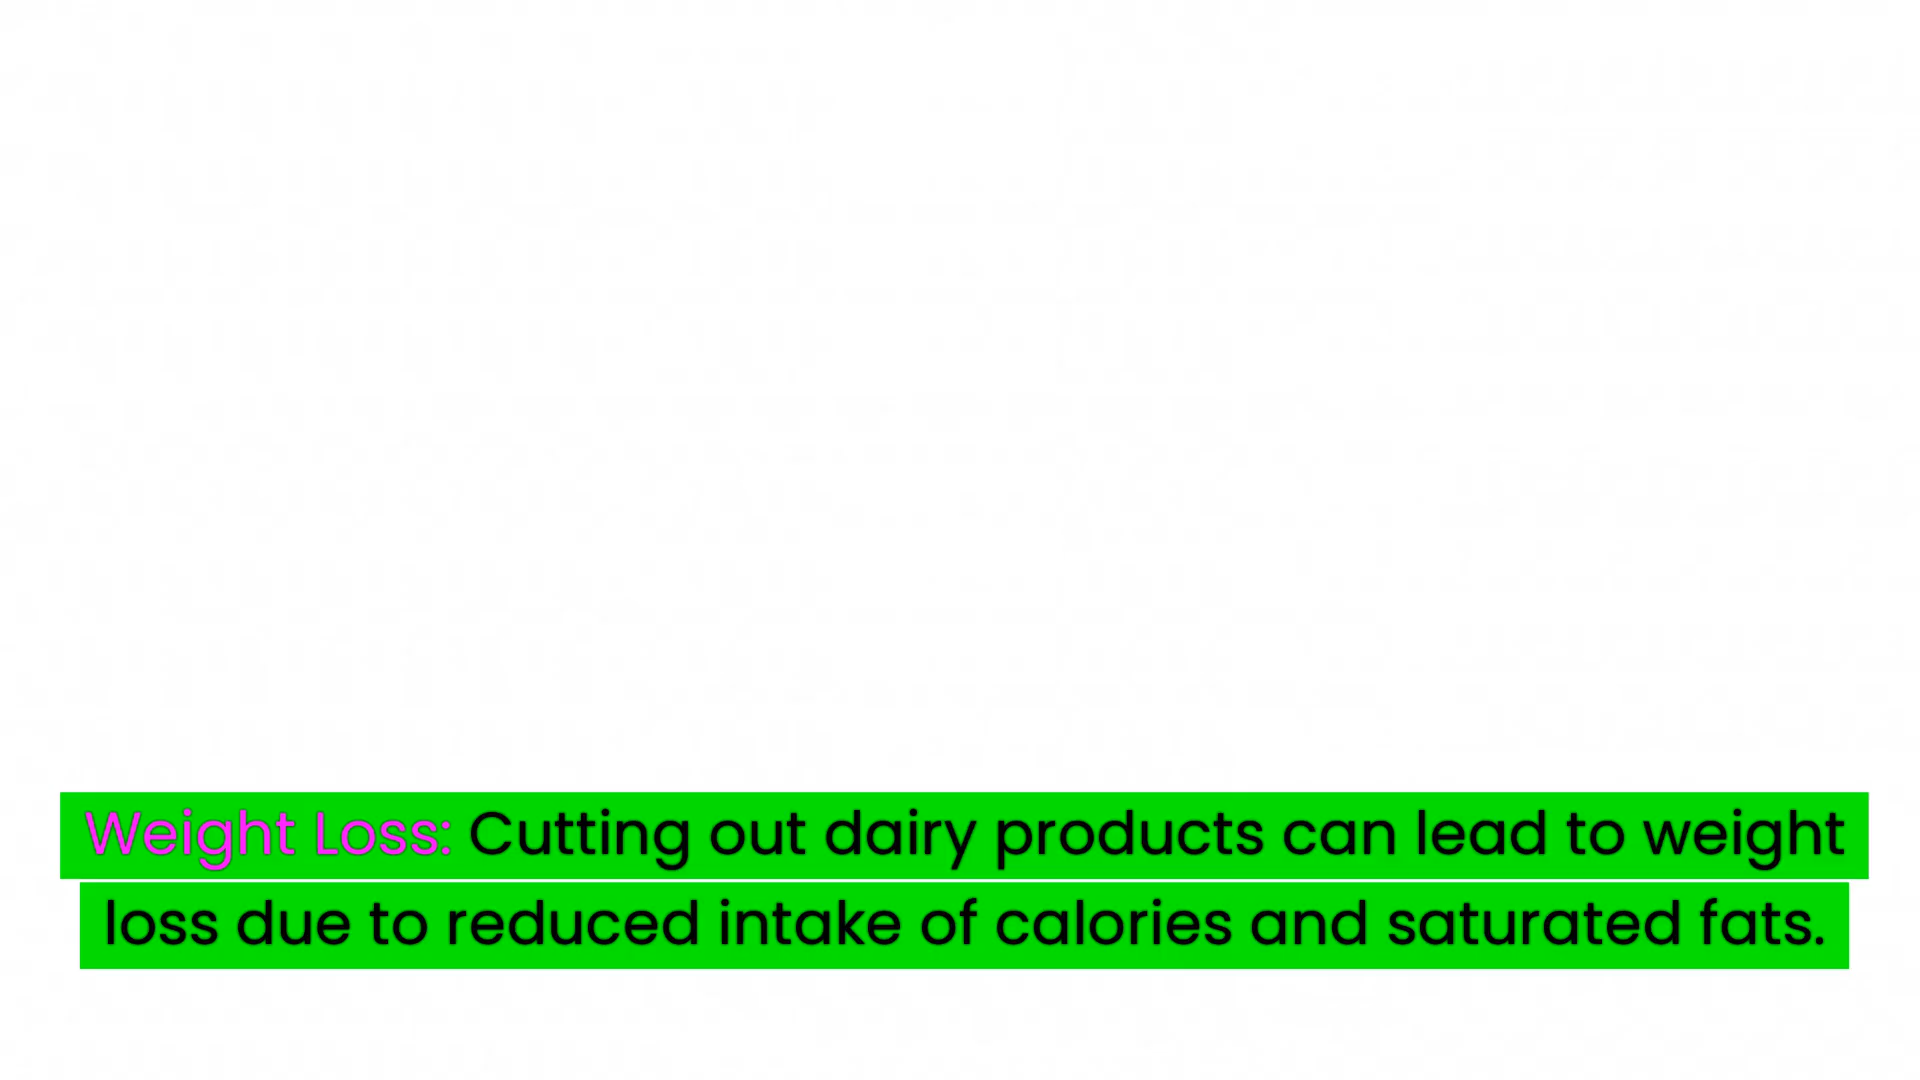 Weight Loss: Cutting out dairy products can lead to weight
loss due to reduced intake of calories and saturated fats.